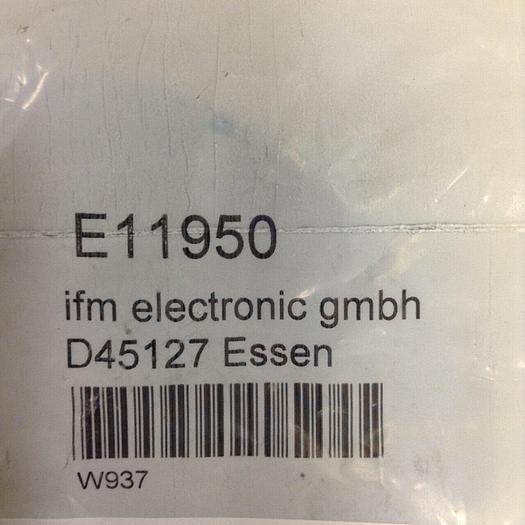 E11950
ifm electronic gmbh
D45127 Essen
W937